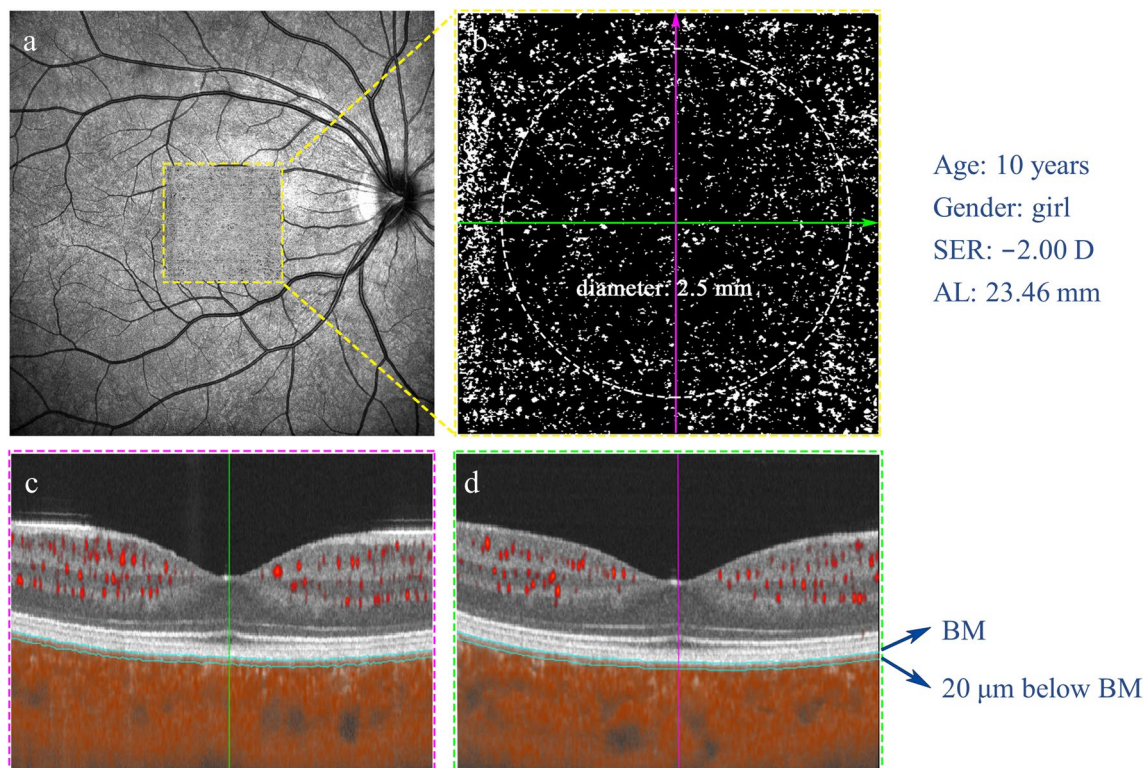 a
b
diameter: 2.5 mm
Age: 10 years
Gender: girl
SER: −2.00 D
AL: 23.46 mm
c
d
BM
20 μm below BM